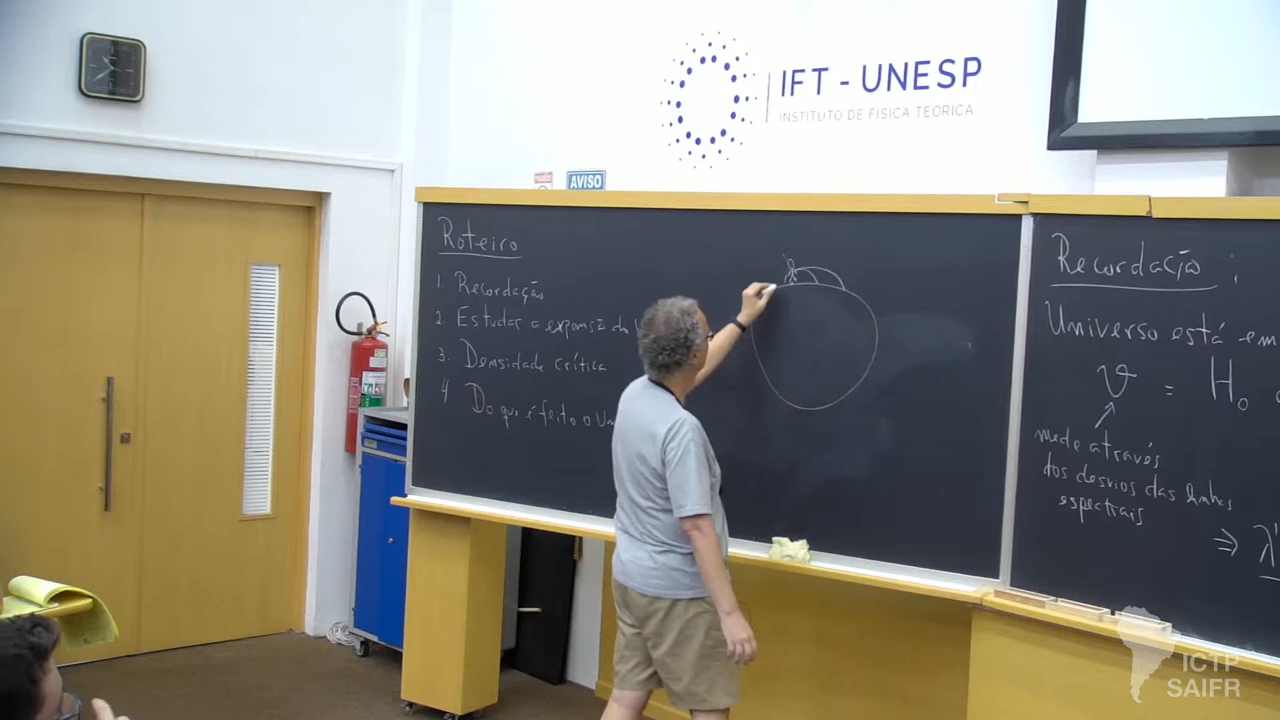 IFT - UNESP
INSTITUTO DE FÍSICA TEÓRICA
AVISO
Roteiro
1. Recordação
2. Estudar a expansão do
3. Densidade crítica
4 Do que é feito o Un
Recordação :
Universo está em
v = H₀
mede através
dos desvios das linhas
espectrais
⇒ λ
ICTP
SAIFR